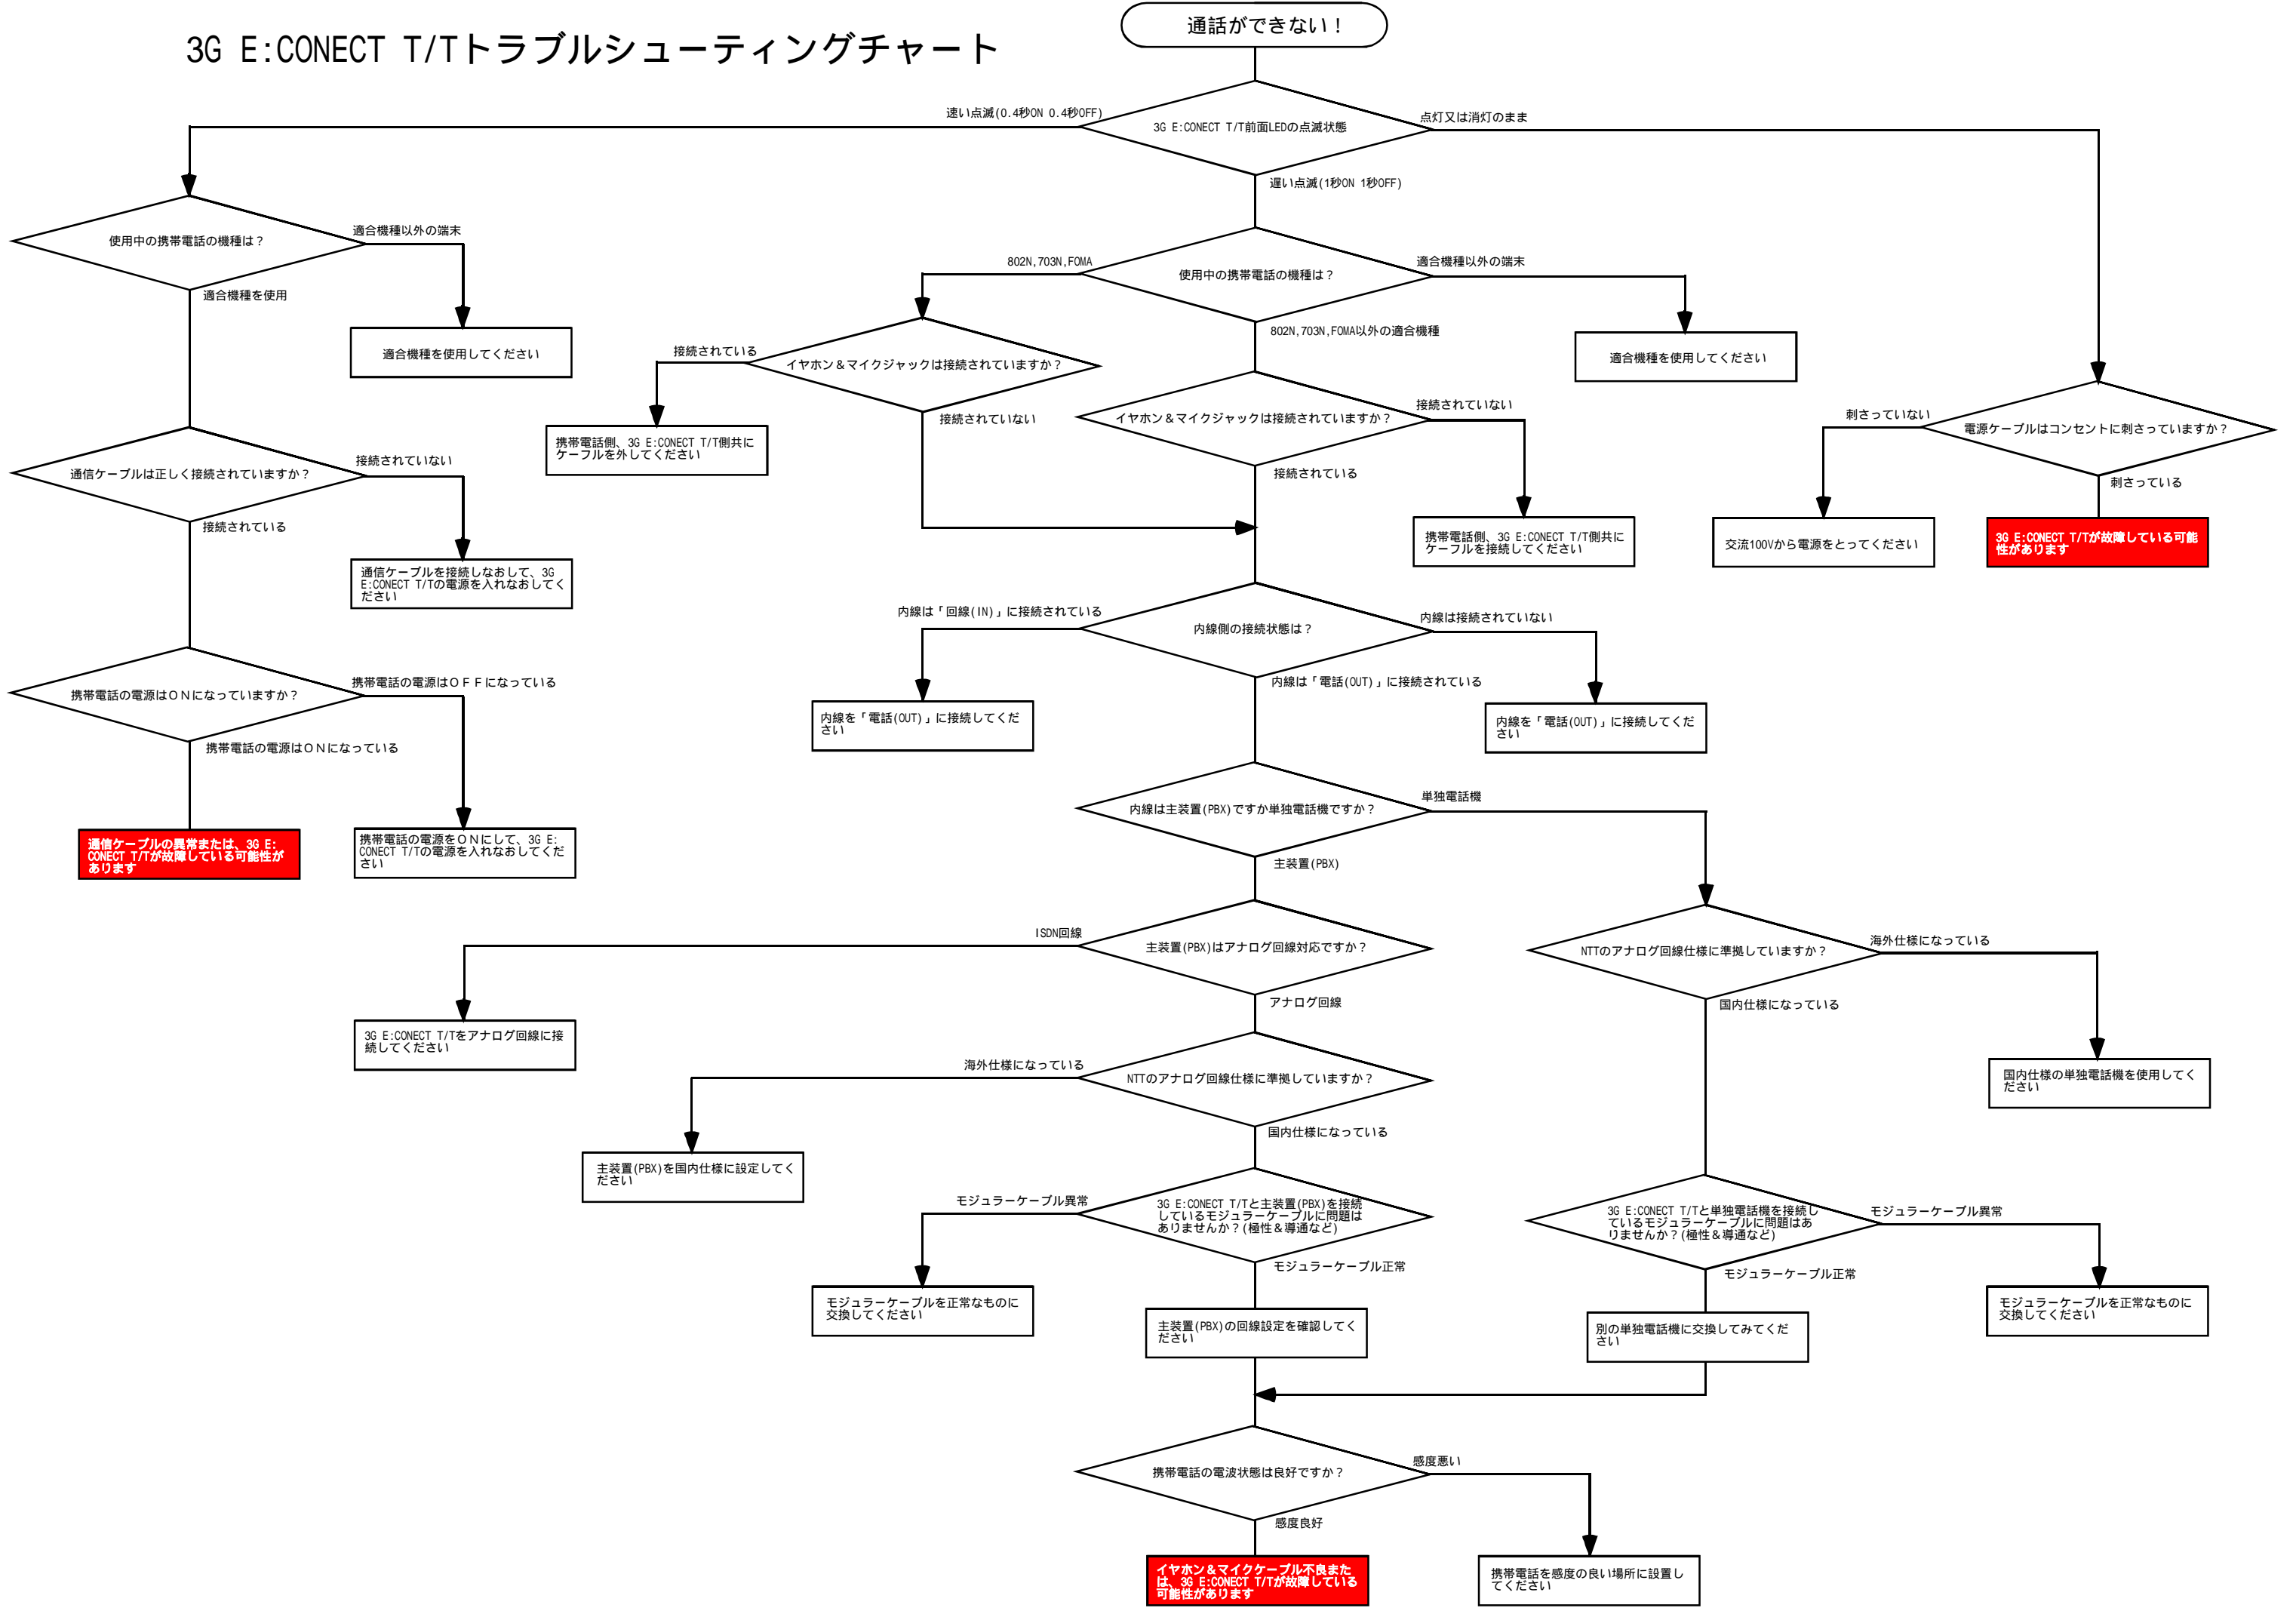 通話ができない！
3G E:CONECT T/Tトラブルシューティングチャート
速い点滅(0.4秒ON 0.4秒OFF)
3G E:CONECT T/T前面LEDの点滅状態
点灯又は消灯のまま
遅い点滅(1秒ON 1秒OFF)
使用中の携帯電話の機種は？
適合機種以外の端末
適合機種を使用
適合機種を使用してください
802N,703N,FOMA
使用中の携帯電話の機種は？
適合機種以外の端末
802N,703N,FOMA以外の適合機種
適合機種を使用してください
接続されている
イヤホン＆マイクジャックは接続されていますか？
接続されていない
携帯電話側、3G E:CONECT T/T側共に
ケーフルを外してください
イヤホン＆マイクジャックは接続されていますか？
接続されていない
接続されている
携帯電話側、3G E:CONECT T/T側共に
ケーフルを接続してください
刺さっていない
電源ケーブルはコンセントに刺さっていますか？
刺さっている
交流100Vから電源をとってください
3G E:CONECT T/Tが故障している可能
性があります
通信ケーブルは正しく接続されていますか？
接続されていない
接続されている
通信ケーブルを接続しなおして、3G
E:CONECT T/Tの電源を入れなおしてく
ださい
携帯電話の電源はＯＮになっていますか？
携帯電話の電源はＯＦＦになっている
携帯電話の電源はＯＮになっている
通信ケーブルの異常または、3G E:
CONECT T/Tが故障している可能性が
あります
携帯電話の電源をＯＮにして、3G E:
CONECT T/Tの電源を入れなおしてくだ
さい
内線は「回線(IN)」に接続されている
内線側の接続状態は？
内線は接続されていない
内線は「電話(OUT)」に接続されている
内線を「電話(OUT)」に接続してくだ
さい
内線を「電話(OUT)」に接続してくだ
さい
内線は主装置(PBX)ですか単独電話機ですか？
単独電話機
主装置(PBX)
ISDN回線
主装置(PBX)はアナログ回線対応ですか？
アナログ回線
3G E:CONECT T/Tをアナログ回線に接
続してください
NTTのアナログ回線仕様に準拠していますか？
海外仕様になっている
国内仕様になっている
国内仕様の単独電話機を使用してく
ださい
海外仕様になっている
NTTのアナログ回線仕様に準拠していますか？
国内仕様になっている
主装置(PBX)を国内仕様に設定してく
ださい
モジュラーケーブル異常
3G E:CONECT T/Tと主装置(PBX)を接続
しているモジュラーケーブルに問題は
ありませんか？(極性＆導通など)
モジュラーケーブル正常
モジュラーケーブルを正常なものに
交換してください
主装置(PBX)の回線設定を確認してく
ださい
3G E:CONECT T/Tと単独電話機を接続し
ているモジュラーケーブルに問題はあ
りませんか？(極性＆導通など)
モジュラーケーブル異常
モジュラーケーブル正常
別の単独電話機に交換してみてくだ
さい
モジュラーケーブルを正常なものに
交換してください
携帯電話の電波状態は良好ですか？
感度悪い
感度良好
イヤホン＆マイクケーブル不良また
は、3G E:CONECT T/Tが故障している
可能性があります
携帯電話を感度の良い場所に設置し
てください